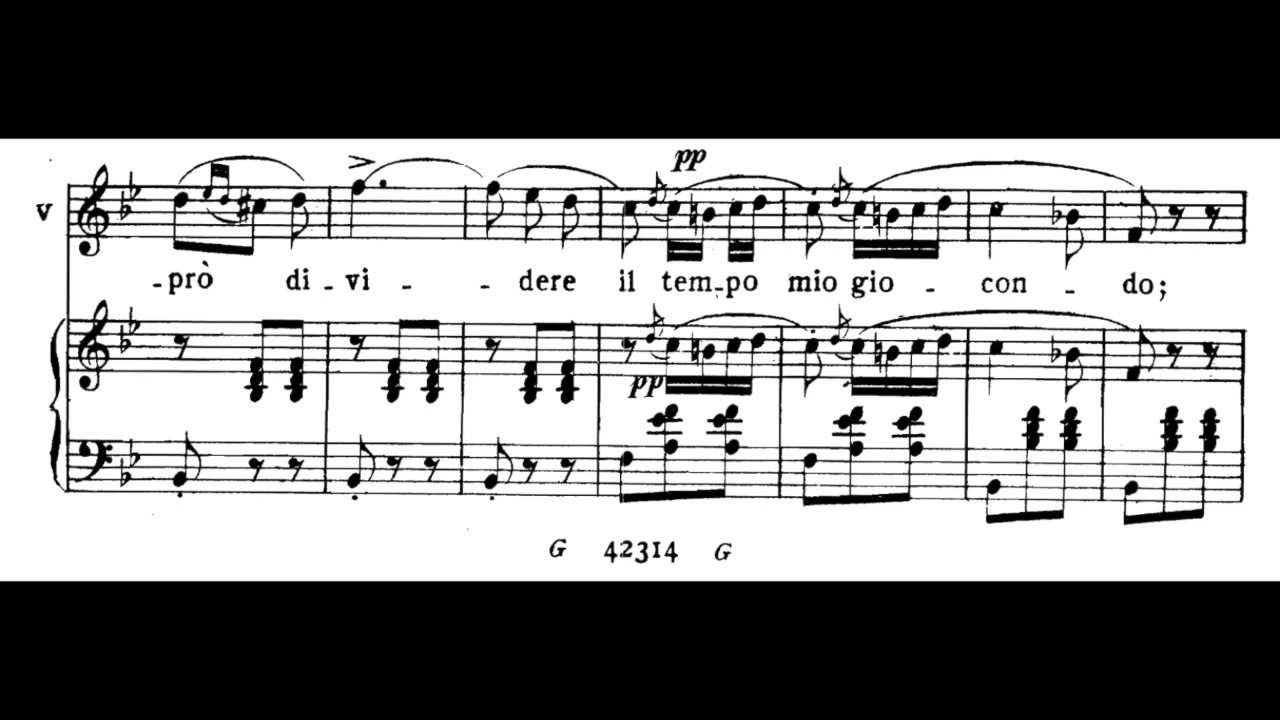 pp
V
-prò di - vi - - dere il tem-po mio gio - con - do;
pp
G 42314 G